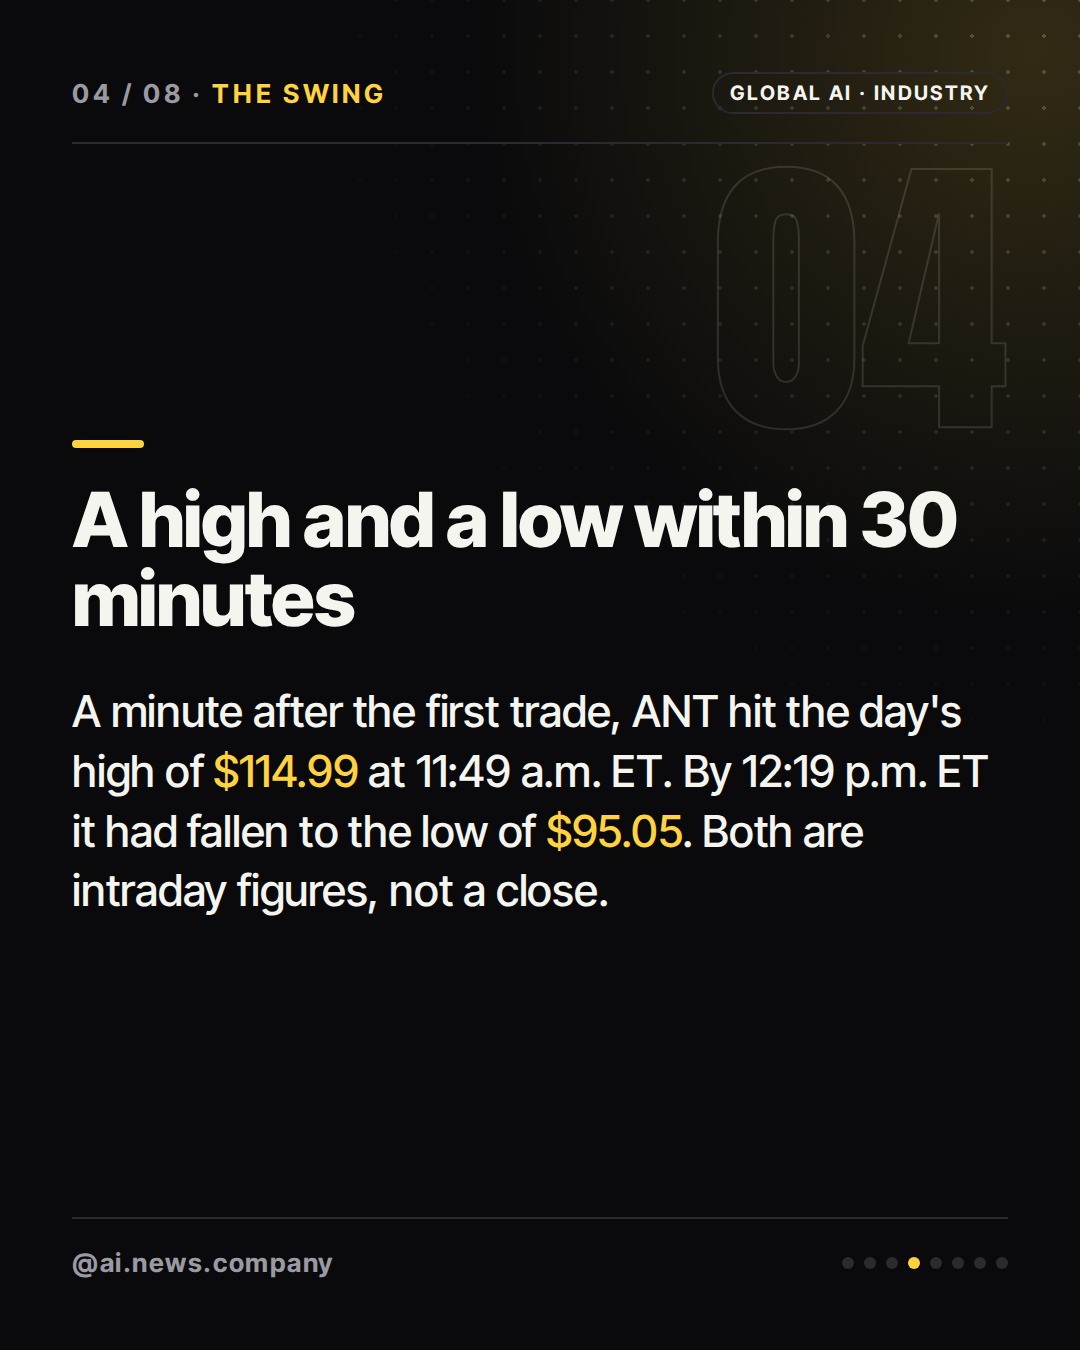 04 / 08 · THE SWING
GLOBAL AI · INDUSTRY
04
A high and a low within 30
minutes
A minute after the first trade, ANT hit the day's
high of $114.99 at 11:49 a.m. ET. By 12:19 p.m. ET
it had fallen to the low of $95.05. Both are
intraday figures, not a close.
@ai.news.company